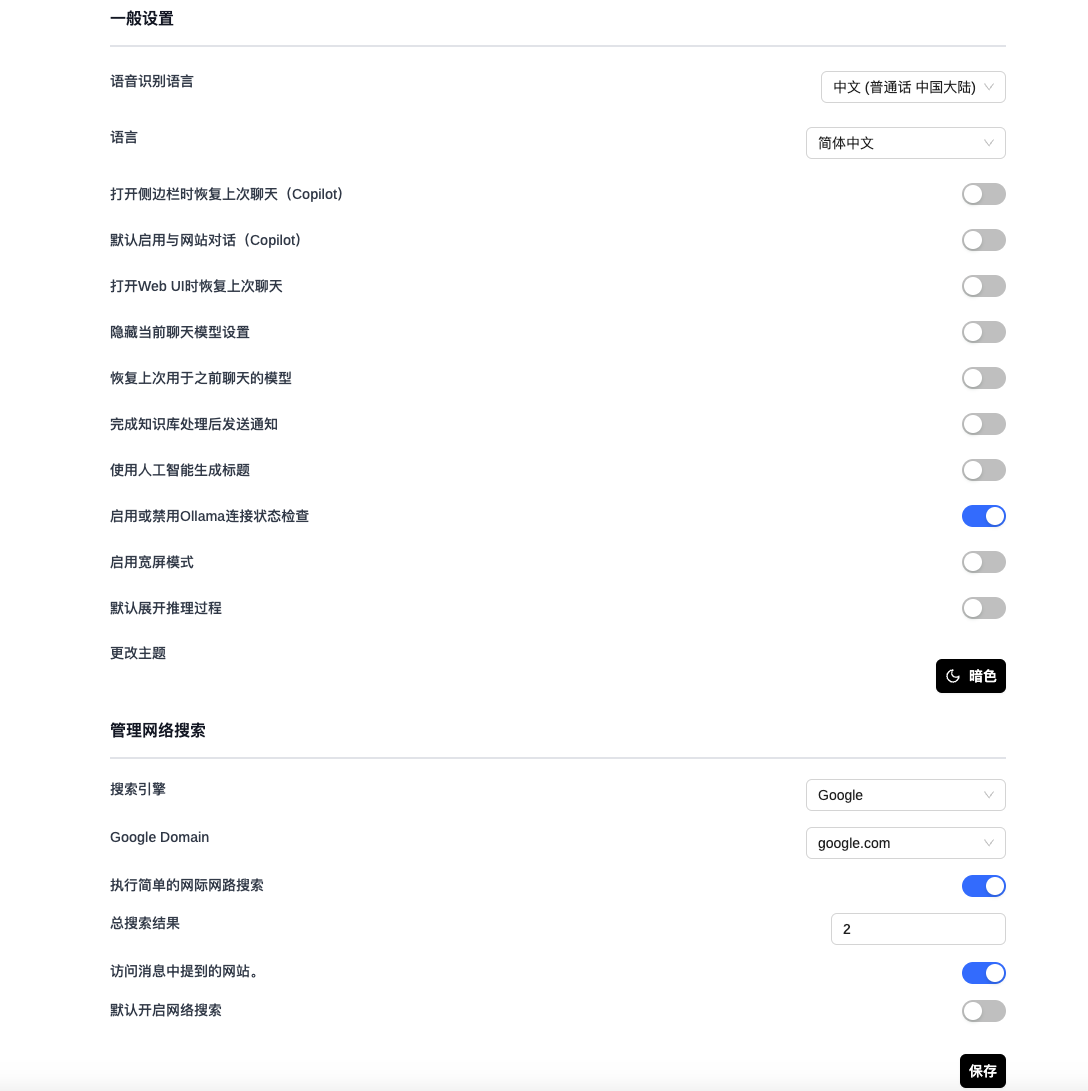 一般设置
语音识别语言
中文 (普通话 中国大陆)
语言
简体中文
打开侧边栏时恢复上次聊天（Copilot）
默认启用与网站对话（Copilot）
打开Web UI时恢复上次聊天
隐藏当前聊天模型设置
恢复上次用于之前聊天的模型
完成知识库处理后发送通知
使用人工智能生成标题
启用或禁用Ollama连接状态检查
启用宽屏模式
默认展开推理过程
更改主题
暗色
管理网络搜索
搜索引擎
Google
Google Domain
google.com
执行简单的网际网路搜索
总搜索结果
2
访问消息中提到的网站。
默认开启网络搜索
保存